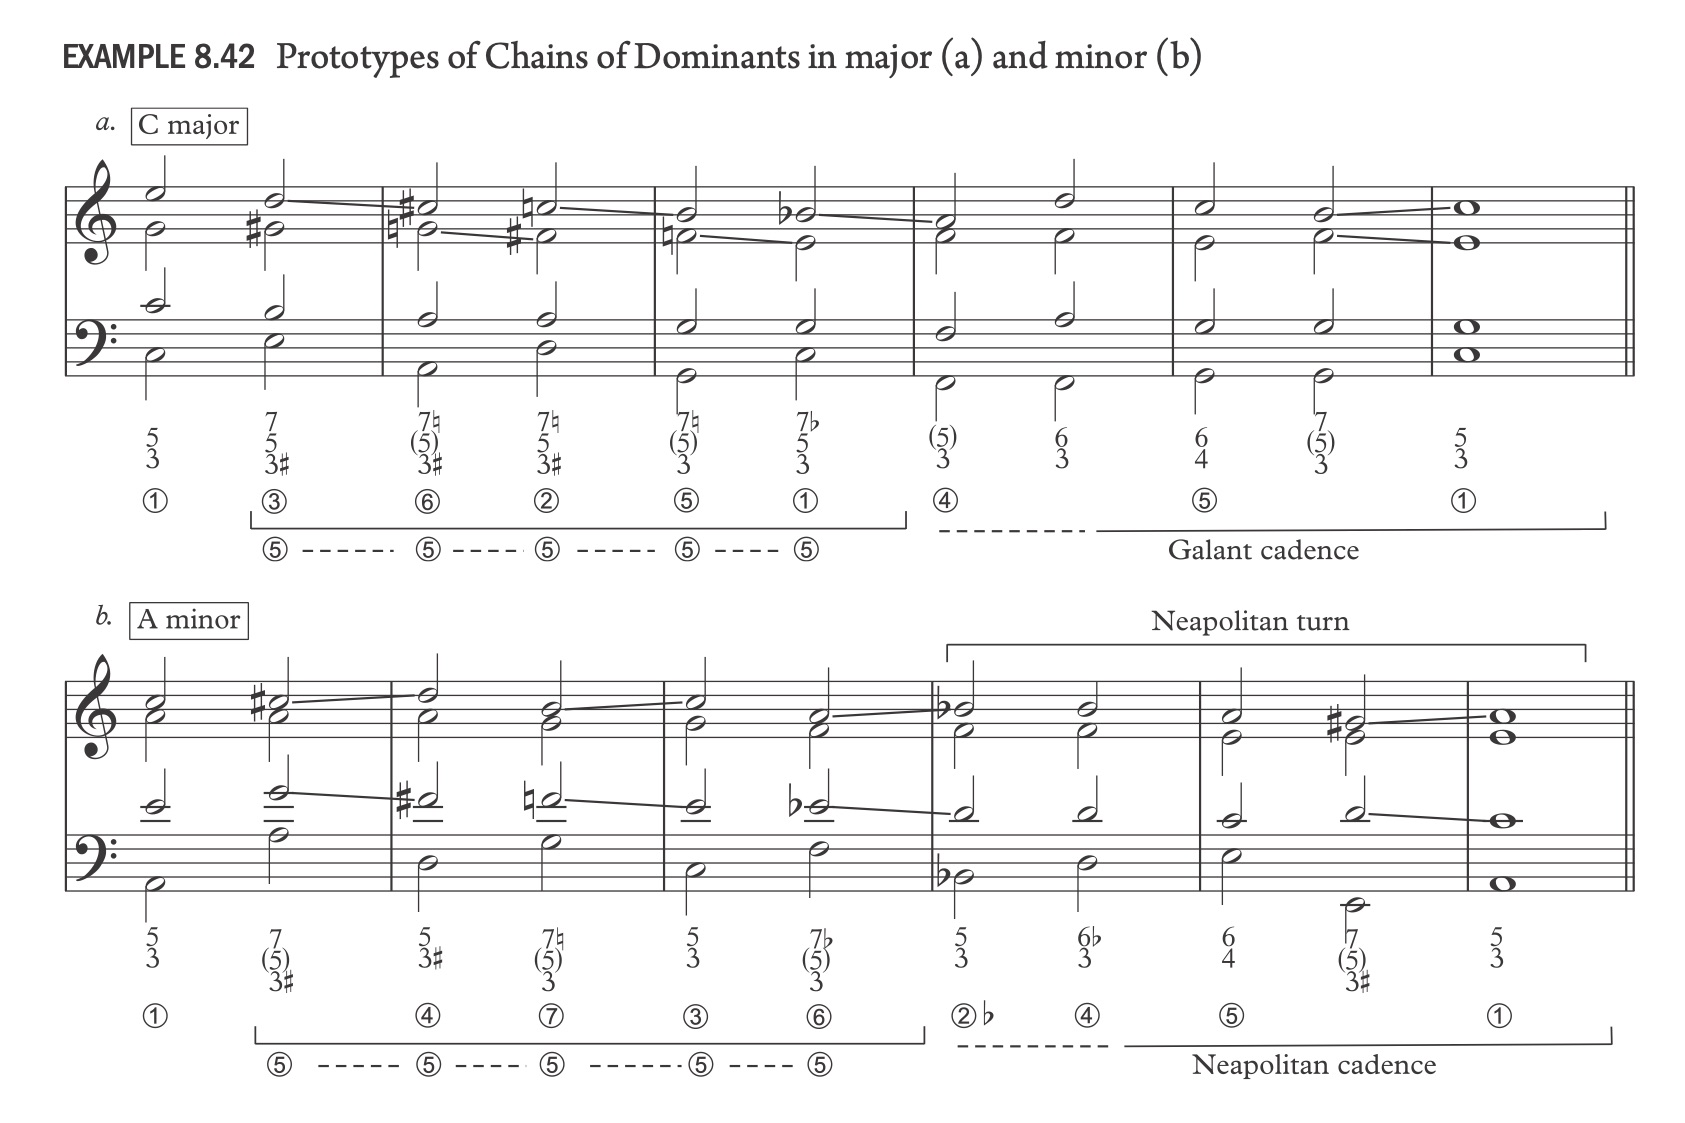 EXAMPLE 8.42 Prototypes of Chains of Dominants in major (a) and minor (b)
a. C major
5 7 7♮ 7♮ 7♮ 7♭ (5) 6 6 7 5
3 5 (5) 5 (5) 5 3 3 4 (5) 3
3♯ 3♯ 3♯ 3 3 3
① ③ ⑥ ② ⑤ ① ④ ⑤ ①
⑤ ⑤ ⑤ ⑤ ⑤ Galant cadence
b. A minor
Neapolitan turn
5 7 5 7♮ 5 7♭ 5 6♭ 6 7 5
3 (5) 3♯ (5) 3 (5) 3 3 4 (5) 3
3♯ 3 3 3♯
① ④ ⑦ ③ ⑥ ②♭ ④ ⑤ ①
⑤ ⑤ ⑤ ⑤ ⑤ Neapolitan cadence